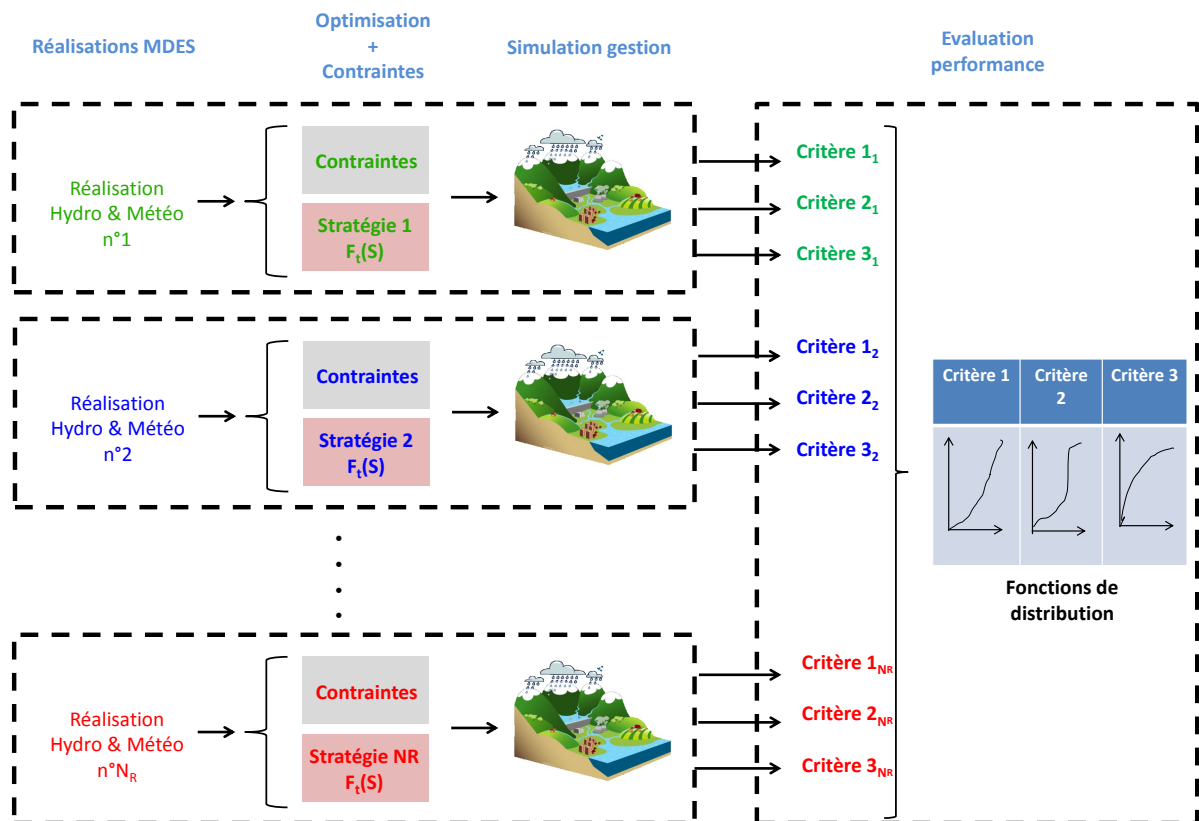 Réalisations MDES
Optimisation
+
Contraintes
Simulation gestion
Evaluation
performance
Réalisation
Hydro & Météo
n°1
Contraintes
Stratégie 1
Ft(S)
Critère 11
Critère 21
Critère 31
Réalisation
Hydro & Météo
n°2
Contraintes
Stratégie 2
Ft(S)
Critère 12
Critère 22
Critère 32
Critère 1
Critère
2
Critère 3
Fonctions de
distribution
Réalisation
Hydro & Météo
n°NR
Contraintes
Stratégie NR
Ft(S)
Critère 1NR
Critère 2NR
Critère 3NR